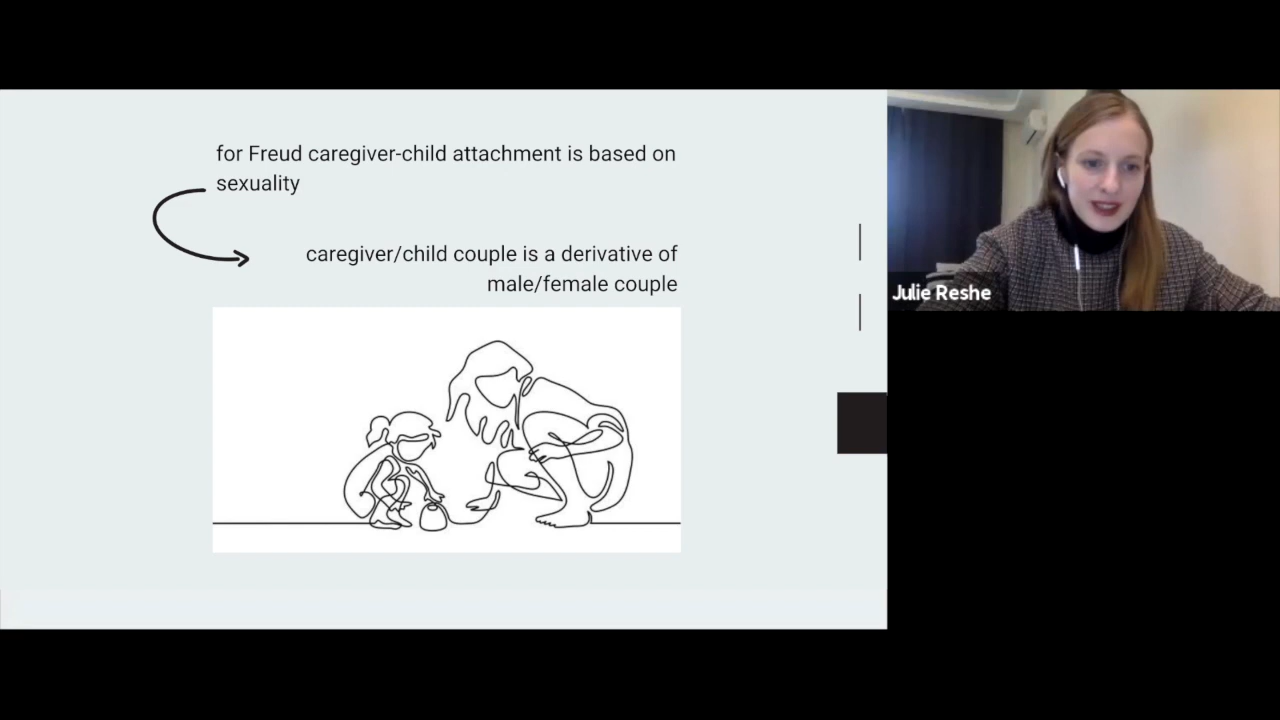 for Freud caregiver-child attachment is based on
sexuality
caregiver/child couple is a derivative of
male/female couple
Julie Reshe